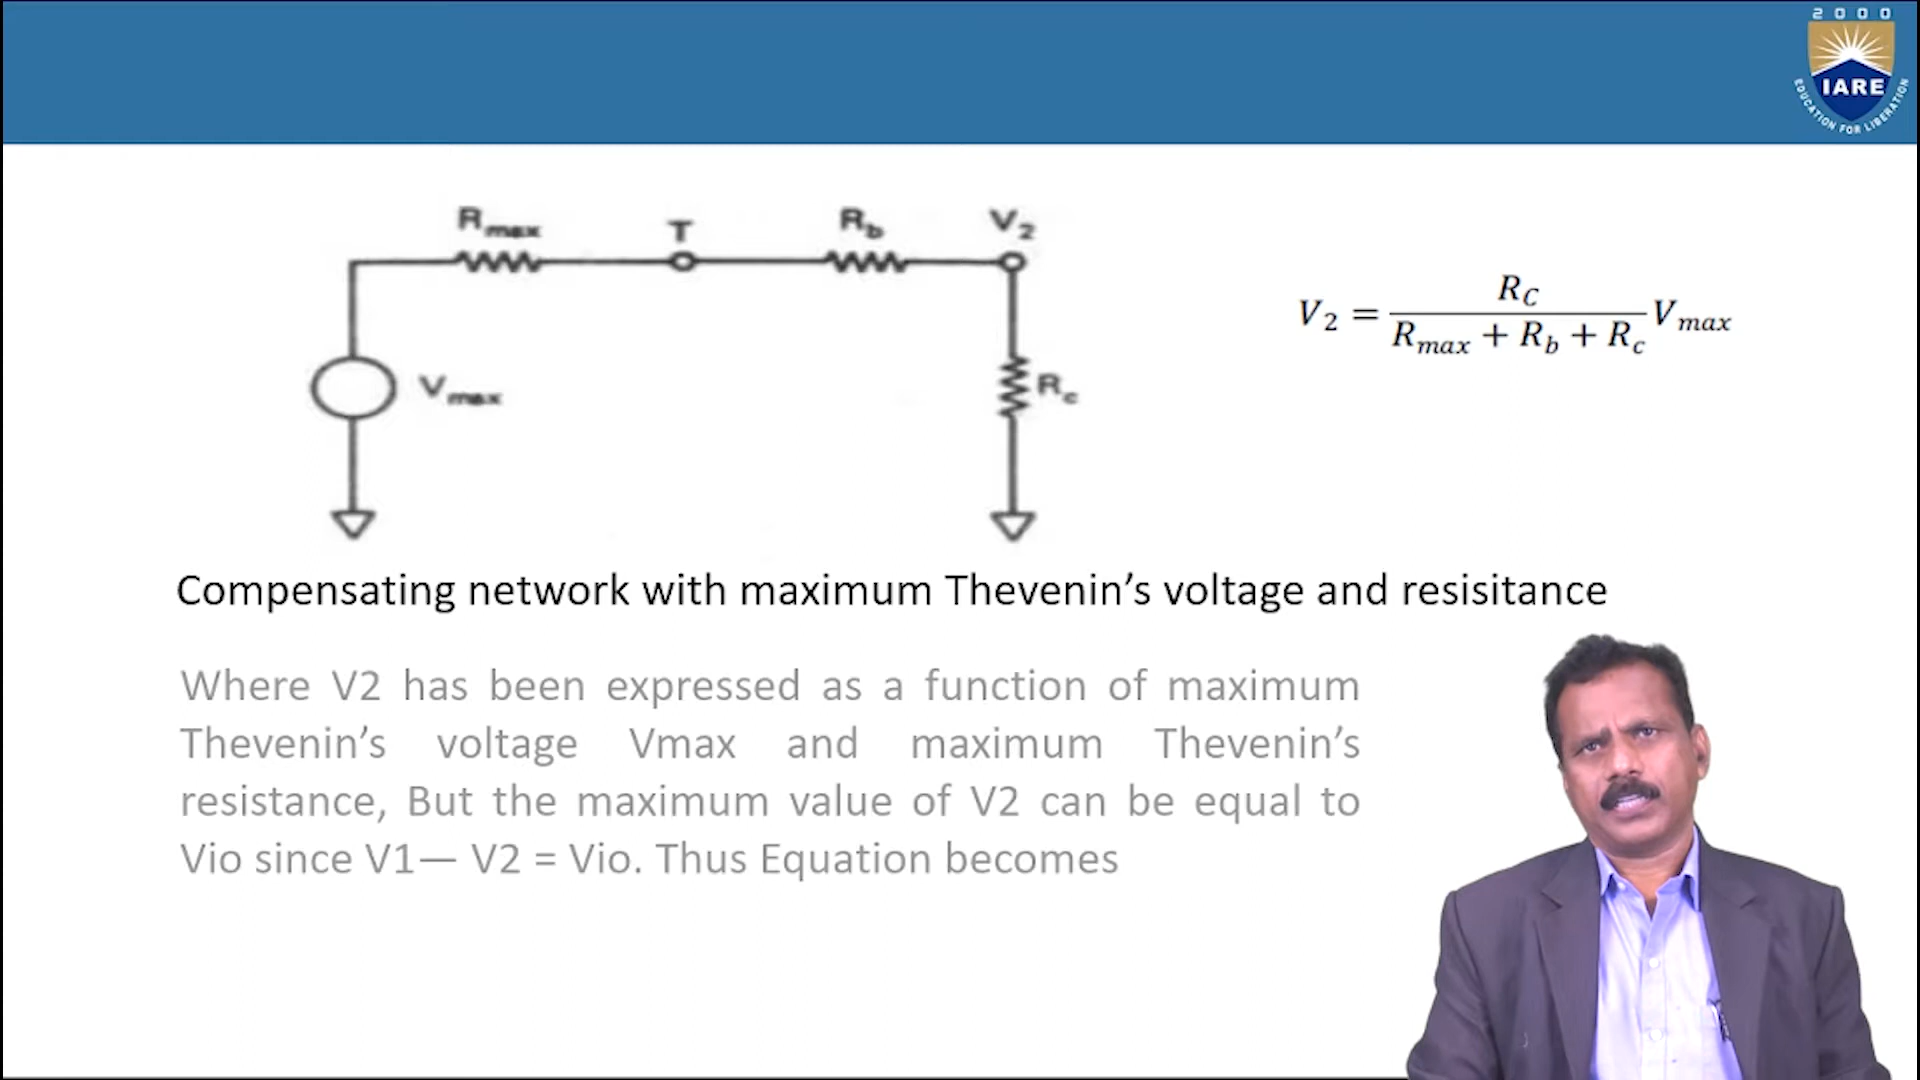 2000
IARE
EDUCATION FOR LIBERATION
Rmax T Rb V2
Vmax Rc
V2 = RC / (Rmax + Rb + Rc) Vmax
Compensating network with maximum Thevenin’s voltage and resisitance
Where V2 has been expressed as a function of maximum
Thevenin’s voltage Vmax and maximum Thevenin’s
resistance, But the maximum value of V2 can be equal to
Vio since V1— V2 = Vio. Thus Equation becomes